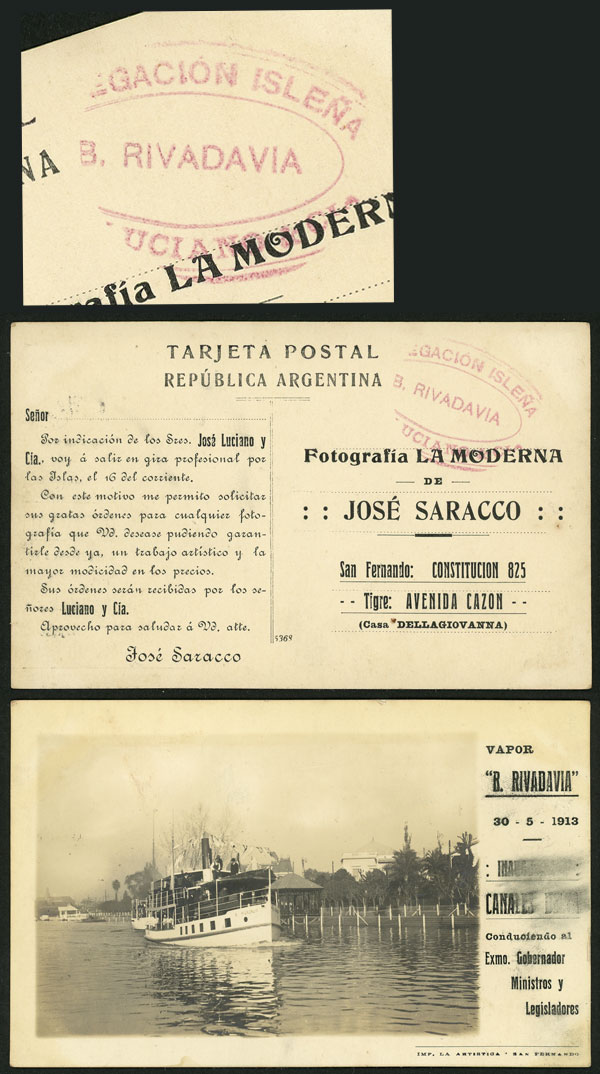 EGACIÓN ISLEÑA
B. RIVADAVIA
UCIANO
NA
afía LA MODERN
TARJETA POSTAL
REPÚBLICA ARGENTINA
Señor
Por indicación de los Sres. José Luciano y
Cía., voy á salir en gira profesional por
las Islas, el 16 del corriente.
Con este motivo me permito solicitar
sus gratas órdenes para cualquier foto-
grafía que Vd. desease pudiendo garan-
tirle desde ya, un trabajo artístico y la
mayor modicidad en los precios.
Sus órdenes serán recibidas por los se-
ñores Luciano y Cía.
Aprovecho para saludar á Vd. atte.
José Saracco
5369
EGACIÓN ISLEÑA
B. RIVADAVIA
UCIANO
Fotografía LA MODERNA
DE
: : JOSÉ SARACCO : :
San Fernando: CONSTITUCION 825
- - Tigre: AVENIDA CAZON - -
(Casa DELLAGIOVANNA)
VAPOR
"R. RIVADAVIA"
30 - 5 - 1913
Conduciendo al
Exmo. Gobernador
Ministros y
Legisladores
IMP. LA ARTISTICA - SAN FERNANDO